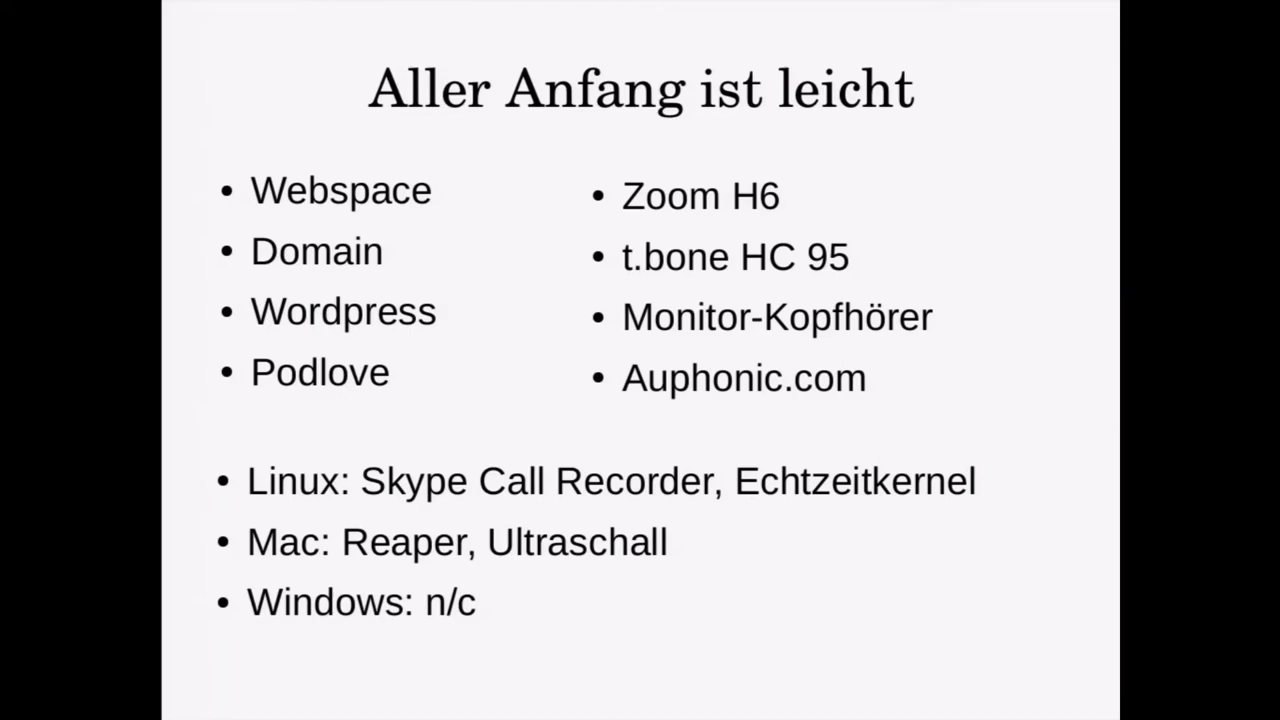 Aller Anfang ist leicht
• Webspace
• Domain
• Wordpress
• Podlove
• Zoom H6
• t.bone HC 95
• Monitor-Kopfhörer
• Auphonic.com
• Linux: Skype Call Recorder, Echtzeitkernel
• Mac: Reaper, Ultraschall
• Windows: n/c